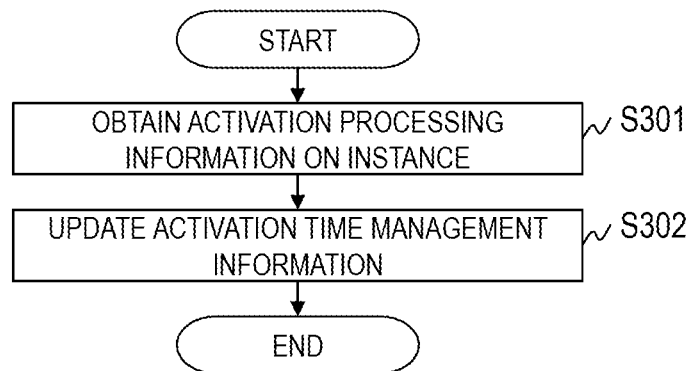 START
OBTAIN ACTIVATION PROCESSING
INFORMATION ON INSTANCE
S301
UPDATE ACTIVATION TIME MANAGEMENT
INFORMATION
S302
END